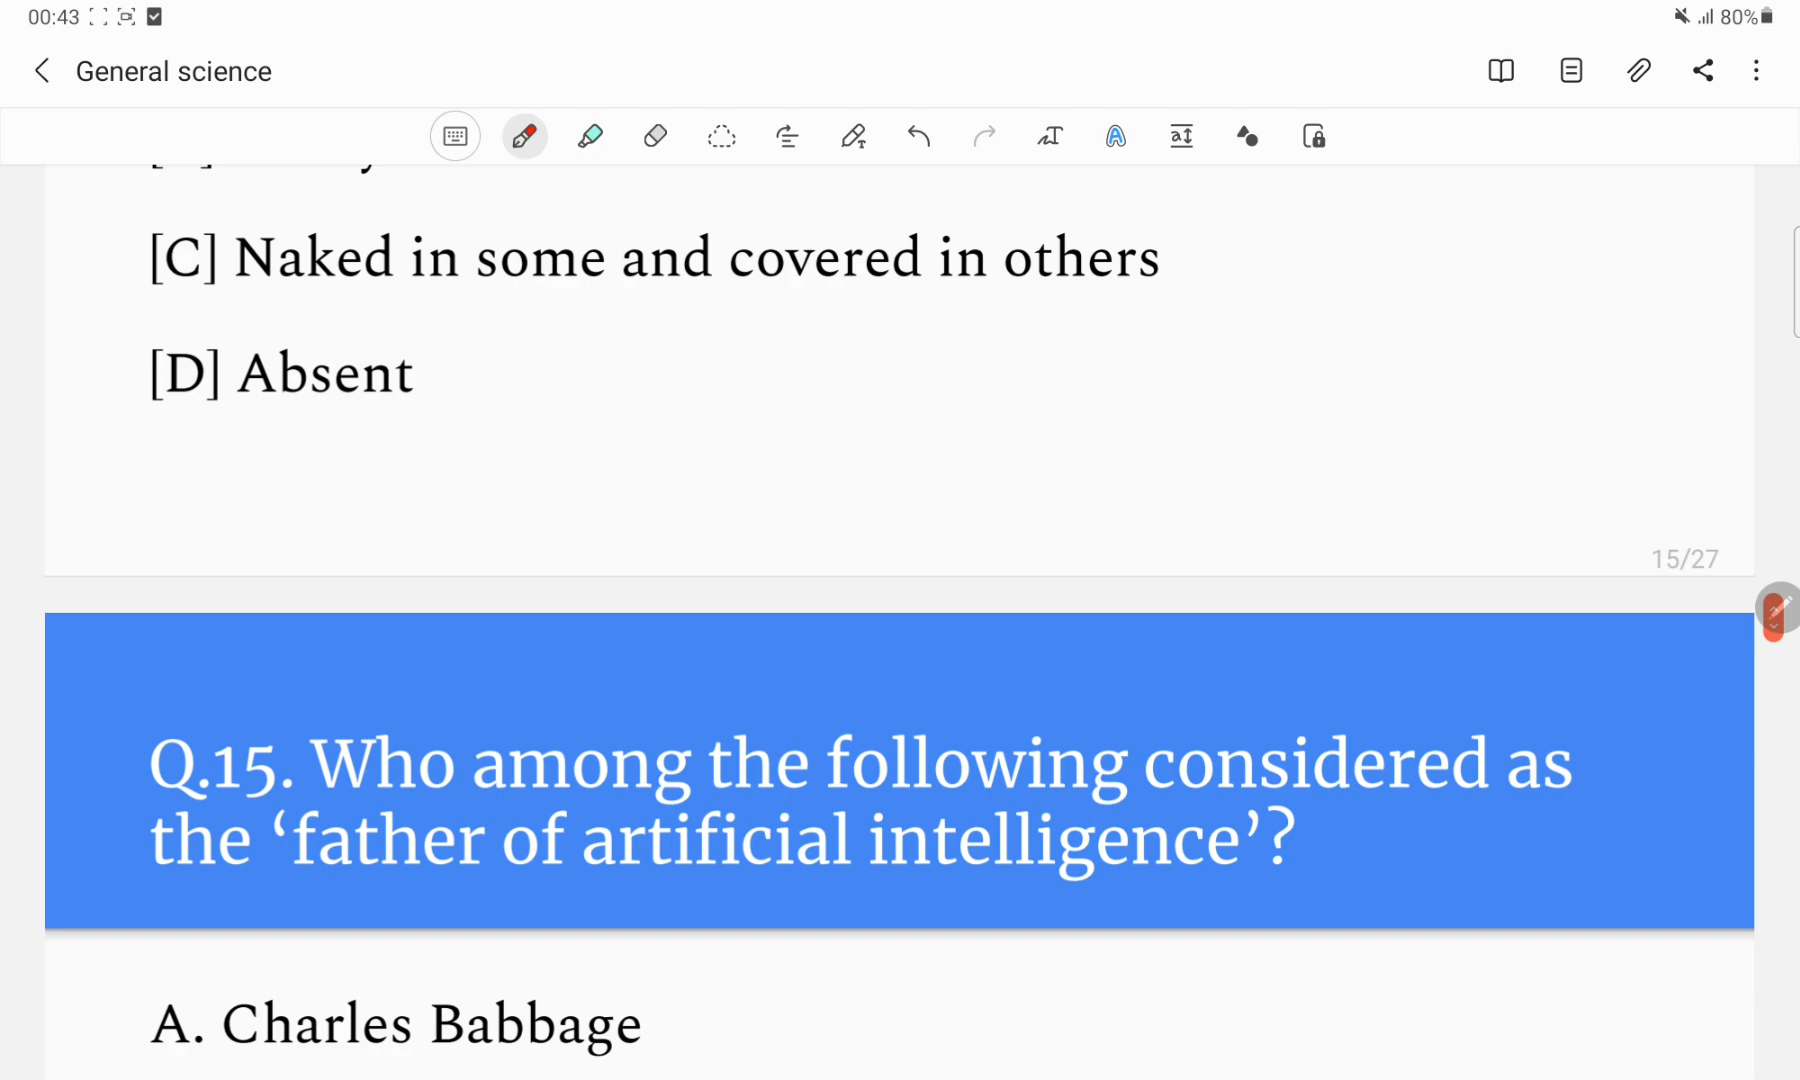 00:43
80%
General science
[C] Naked in some and covered in others
[D] Absent
15/27
Q.15. Who among the following considered as
the ‘father of artificial intelligence’?
A. Charles Babbage